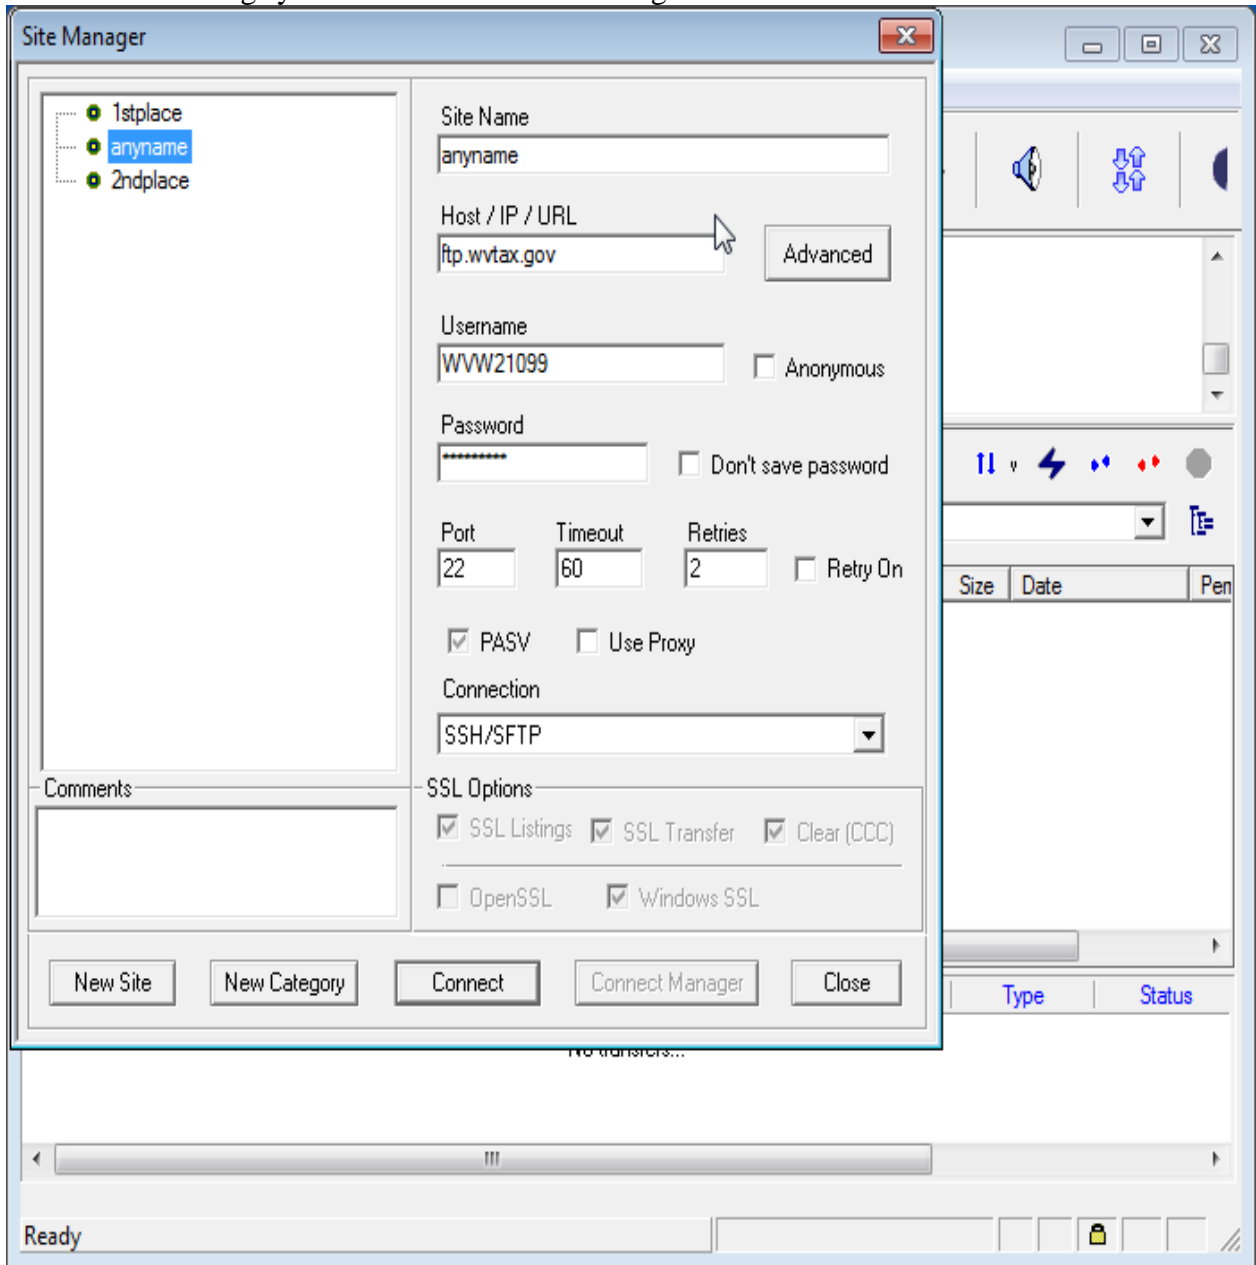 Site Manager
1stplace
anyname
2ndplace
Site Name
anyname
Host / IP / URL
ftp.wvtax.gov
Advanced
Username
WVW21099
Anonymous
Password
*********
Don't save password
Port Timeout Retries
22 60 2 Retry On
PASV Use Proxy
Connection
SSH/SFTP
Comments
SSL Options
SSL Listings SSL Transfer Clear (CCC)
OpenSSL Windows SSL
New Site New Category Connect Connect Manager Close
Size Date
Type Status
No transfers...
Ready